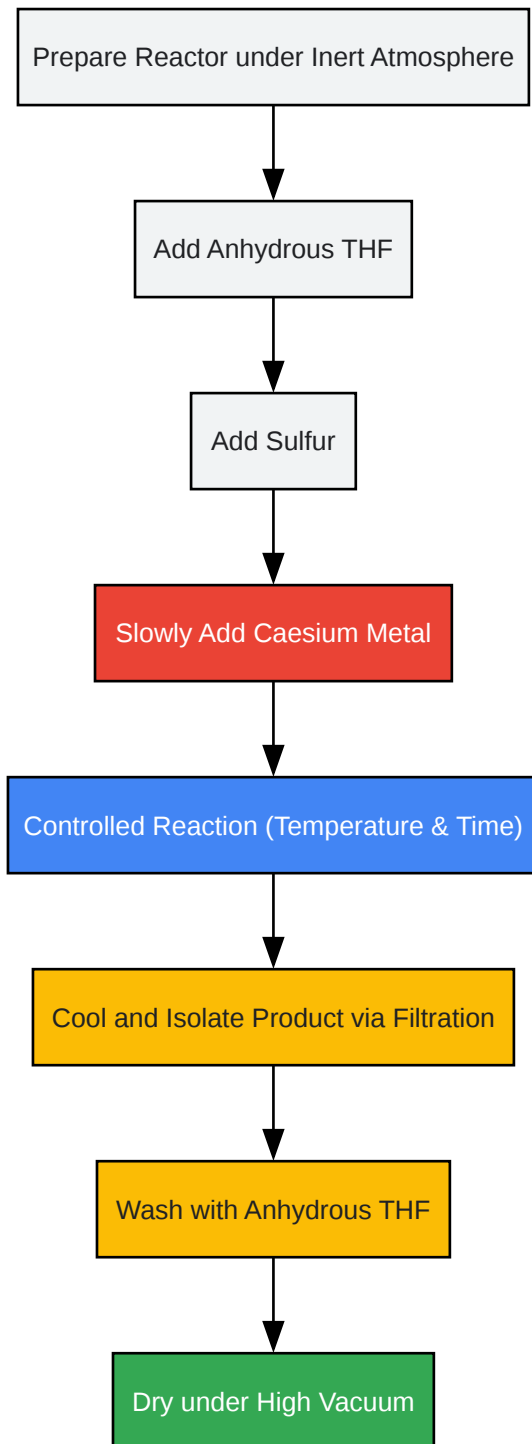 Prepare Reactor under Inert Atmosphere
Add Anhydrous THF
Add Sulfur
Slowly Add Caesium Metal
Controlled Reaction (Temperature & Time)
Cool and Isolate Product via Filtration
Wash with Anhydrous THF
Dry under High Vacuum